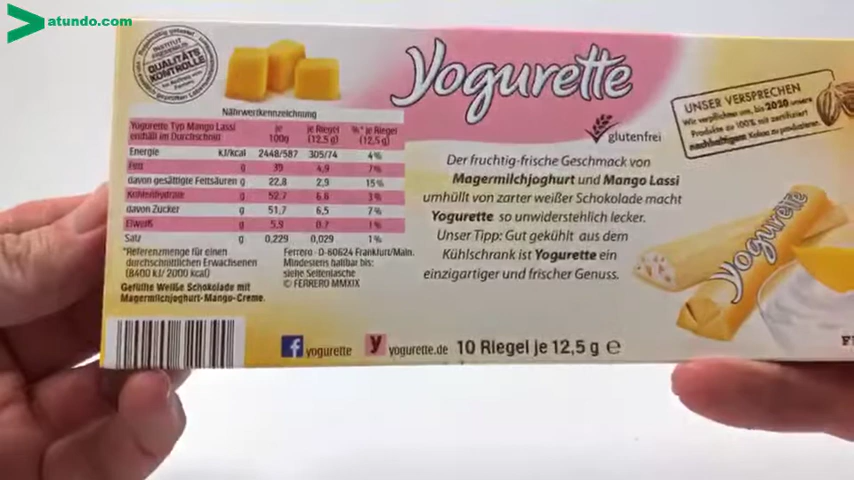 atundo.com
Regelmäßig getestet
INSTITUT
FRESENIUS
QUALITÄTS
KONTROLLE
Yogurette
Nährwertkennzeichnung
Yogurette Typ Mango Lassi je je Riegel %* je Riegel
enthält im Durchschnitt 100g (12,5 g) (12,5 g)
Energie kJ/kcal 2448/587 305/74 4%
Fett g 39 4,9 7%
davon gesättigte Fettsäuren g 22,8 2,9 15%
Kohlenhydrate g 52,7 6,6 3%
davon Zucker g 51,7 6,5 7%
Eiweiß g 5,9 0,7 1%
Salz g 0,229 0,029 1%
*Referenzmenge für einen
durchschnittlichen Erwachsenen
(8400 kJ/ 2000 kcal)
Gefüllte Weiße Schokolade mit
Magermilchjoghurt-Mango-Creme.
Ferrero · D-60624 Frankfurt/Main.
Mindestens haltbar bis:
siehe Seitenlasche
© FERRERO MMXIX
glutenfrei
UNSER VERSPRECHEN
Wir verpflichten uns, bis 2020 unsere
Produkte zu 100% mit zertifiziert
nachhaltigem Kakao zu produzieren.
Der fruchtig-frische Geschmack von
Magermilchjoghurt und Mango Lassi
umhüllt von zarter weißer Schokolade macht
Yogurette so unwiderstehlich lecker.
Unser Tipp: Gut gekühlt aus dem
Kühlschrank ist Yogurette ein
einzigartiger und frischer Genuss.
Yogurette
f yogurette
y yogurette.de
10 Riegel je 12,5 g ℮